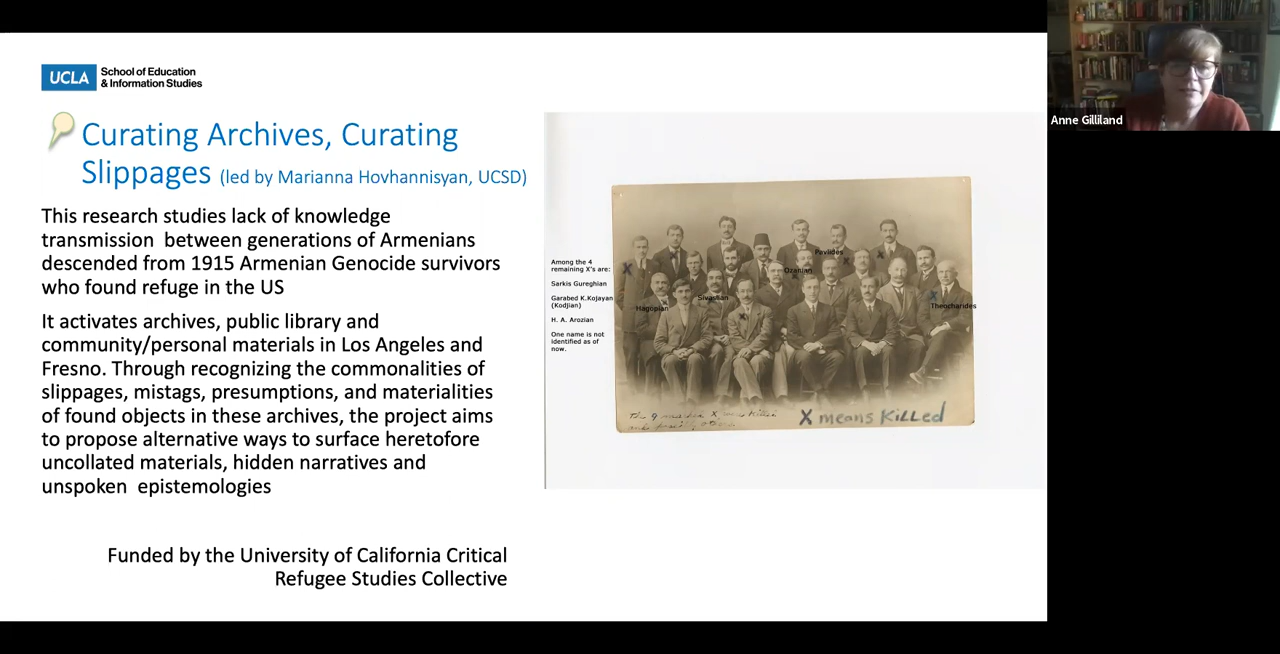 UCLA School of Education
& Information Studies
Curating Archives, Curating
Slippages (led by Marianna Hovhannisyan, UCSD)
This research studies lack of knowledge
transmission between generations of Armenians
descended from 1915 Armenian Genocide survivors
who found refuge in the US
It activates archives, public library and
community/personal materials in Los Angeles and
Fresno. Through recognizing the commonalities of
slippages, mistags, presumptions, and materialities
of found objects in these archives, the project aims
to propose alternative ways to surface heretofore
uncollated materials, hidden narratives and
unspoken epistemologies
Funded by the University of California Critical
Refugee Studies Collective
Among the 4
remaining X's are:
Sarkis Gureghian
Garabed K.Kojayan
(Kodjian)
H. A. Arozian
One name is not
identified as of
now.
Pavlides
Ozanian
Sivaslian
Hagopian
Theocharides
X
X
X
X
X
The 9 marked X was Killed
X means Killed
Anne Gilliland